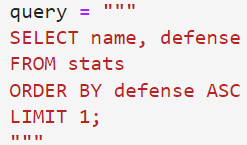 query = """
SELECT name, defense
FROM stats
ORDER BY defense ASC
LIMIT 1;
"""